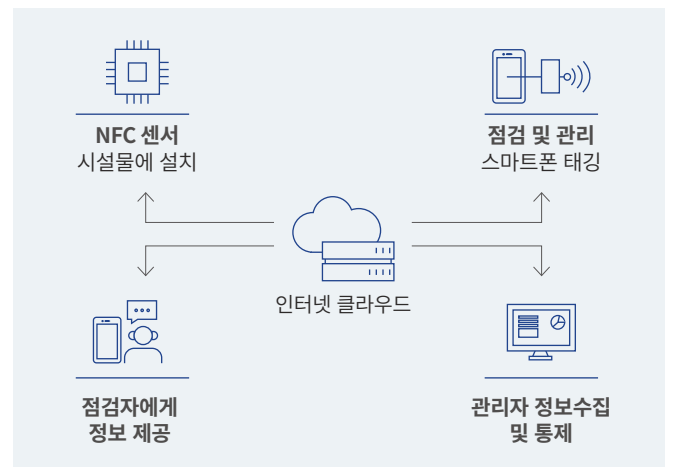 NFC 센서
시설물에 설치
점검 및 관리
스마트폰 태깅
인터넷 클라우드
점검자에게
정보 제공
관리자 정보수집
및 통제